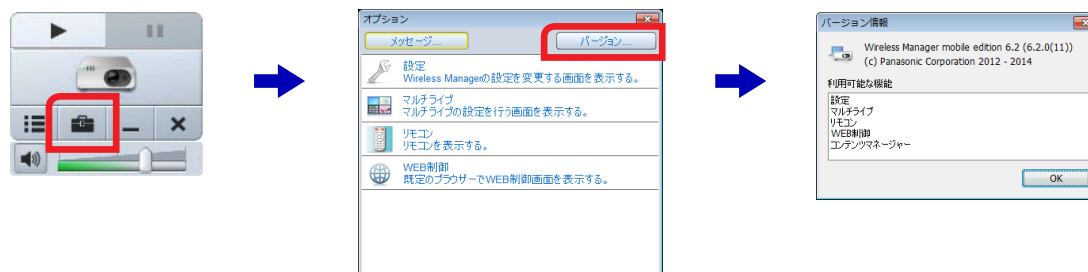 オプション
メッセージ...
バージョン...
設定
Wireless Managerの設定を変更する画面を表示する。
マルチライブ
マルチライブの設定を行う画面を表示する。
リモコン
リモコンを表示する。
WEB制御
既定のブラウザーでWEB制御画面を表示する。
バージョン情報
Wireless Manager mobile edition 6.2 (6.2.0(11))
(c) Panasonic Corporation 2012 - 2014
利用可能な機能
設定
マルチライブ
リモコン
WEB制御
コンテンツマネージャー
OK